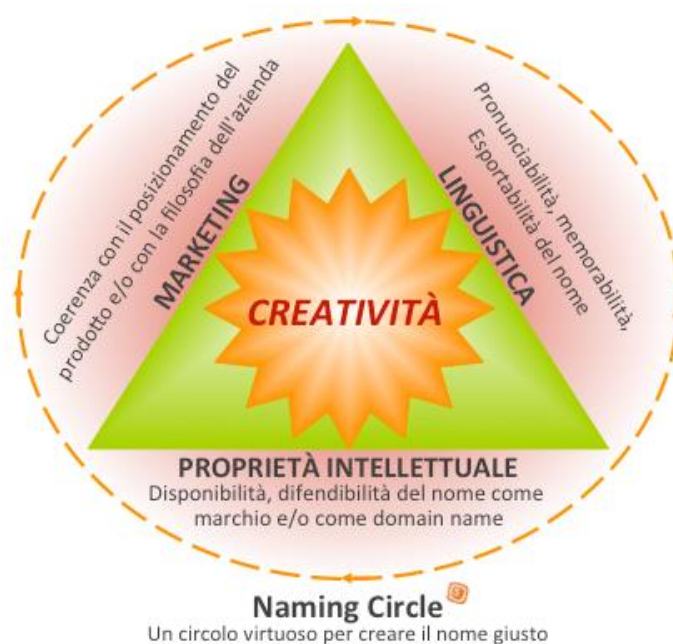 Coerenza con il posizionamento del
prodotto e/o con la filosofia dell'azienda
MARKETING
Pronunciabilità, memorabilità,
Esportabilità del nome
LINGUISTICA
CREATIVITÀ
PROPRIETÀ INTELLETTUALE
Disponibilità, difendibilità del nome come
marchio e/o come domain name
Naming Circle
Un circolo virtuoso per creare il nome giusto